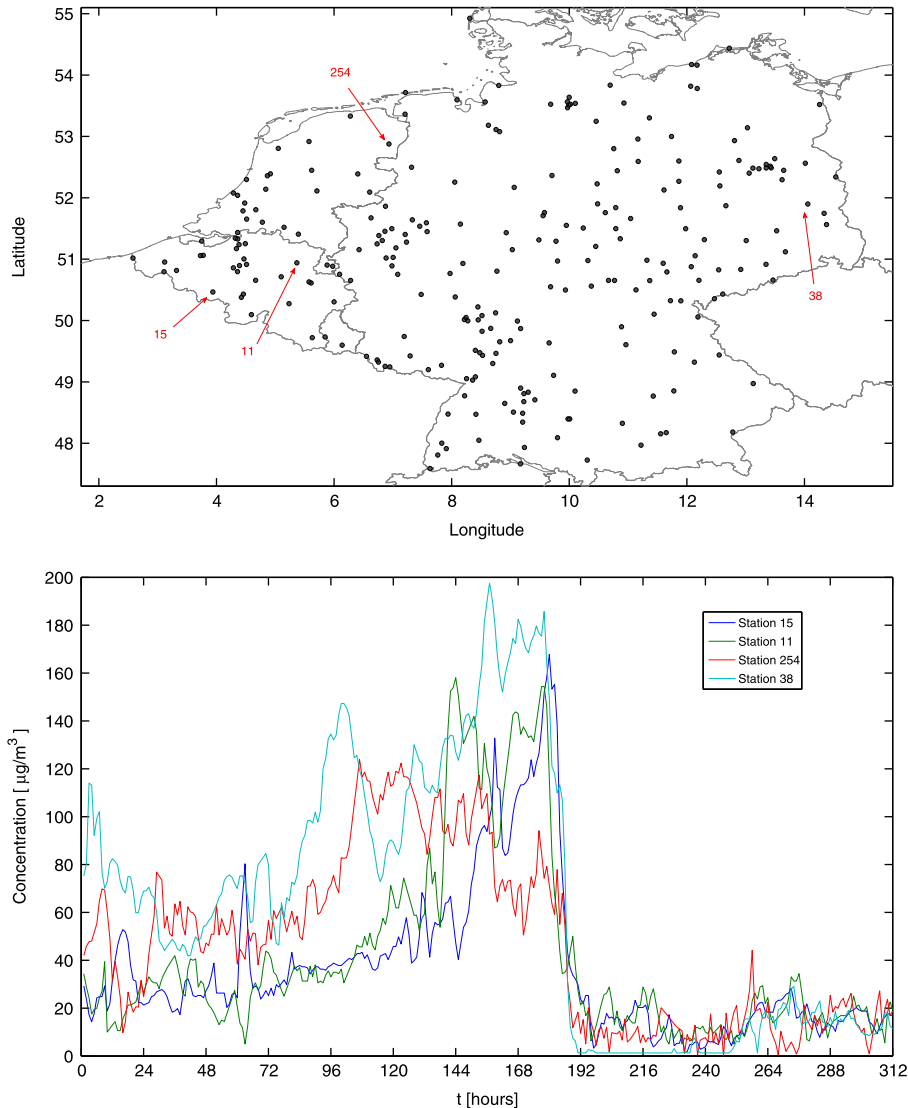 55
54
53
52
51
50
49
48
Latitude
254
15
11
38
2 4 6 8 10 12 14
Longitude
200
180
160
140
120
100
80
60
40
20
0
Concentration [ μg/m³ ]
Station 15
Station 11
Station 254
Station 38
0 24 48 72 96 120 144 168 192 216 240 264 288 312
t [hours]